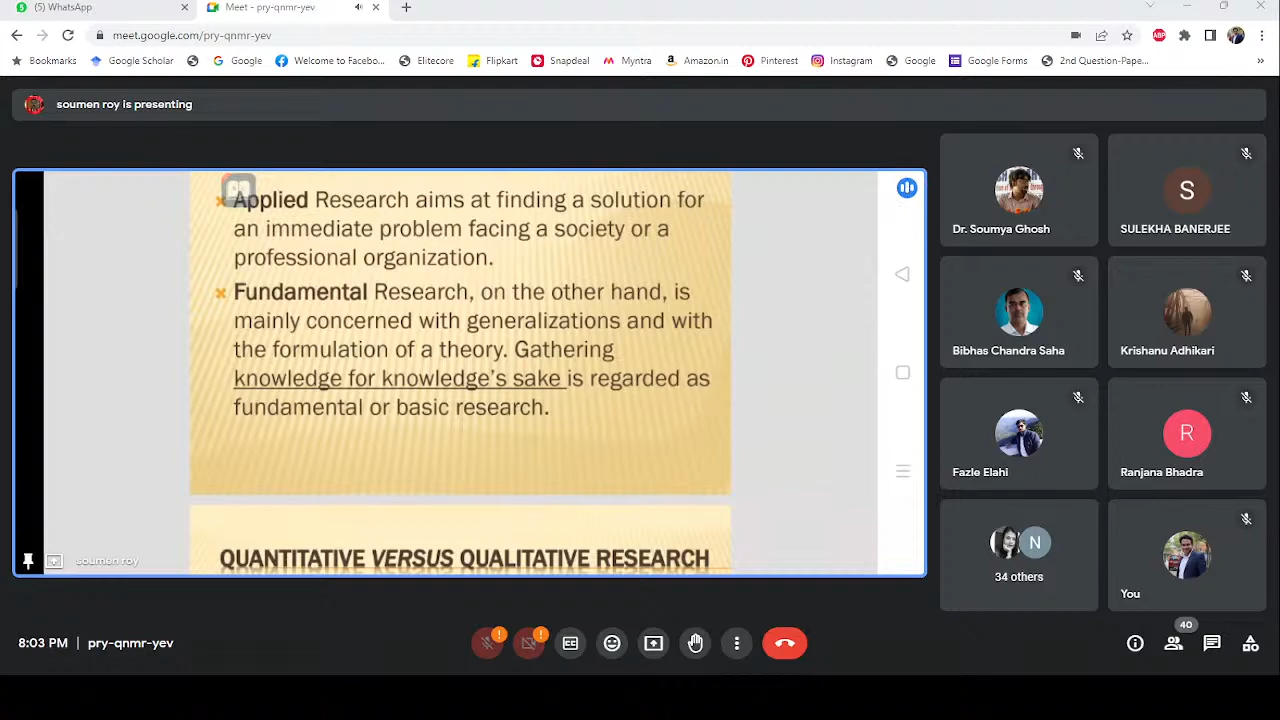 (5) WhatsApp
Meet - pry-qnmr-yev
meet.google.com/pry-qnmr-yev
ABP
Bookmarks
Google Scholar
Google
Welcome to Facebo...
Elitecore
Flipkart
Snapdeal
Myntra
Amazon.in
Pinterest
Instagram
Google
Google Forms
2nd Question-Pape...
»
soumen roy is presenting
Applied Research aims at finding a solution for
an immediate problem facing a society or a
professional organization.
Fundamental Research, on the other hand, is
mainly concerned with generalizations and with
the formulation of a theory. Gathering
knowledge for knowledge's sake is regarded as
fundamental or basic research.
QUANTITATIVE VERSUS QUALITATIVE RESEARCH
soumen roy
Dr. Soumya Ghosh
S
SULEKHA BANERJEE
Bibhas Chandra Saha
Krishanu Adhikari
Fazle Elahi
R
Ranjana Bhadra
N
34 others
You
8:03 PM | pry-qnmr-yev
!
!
CC
40